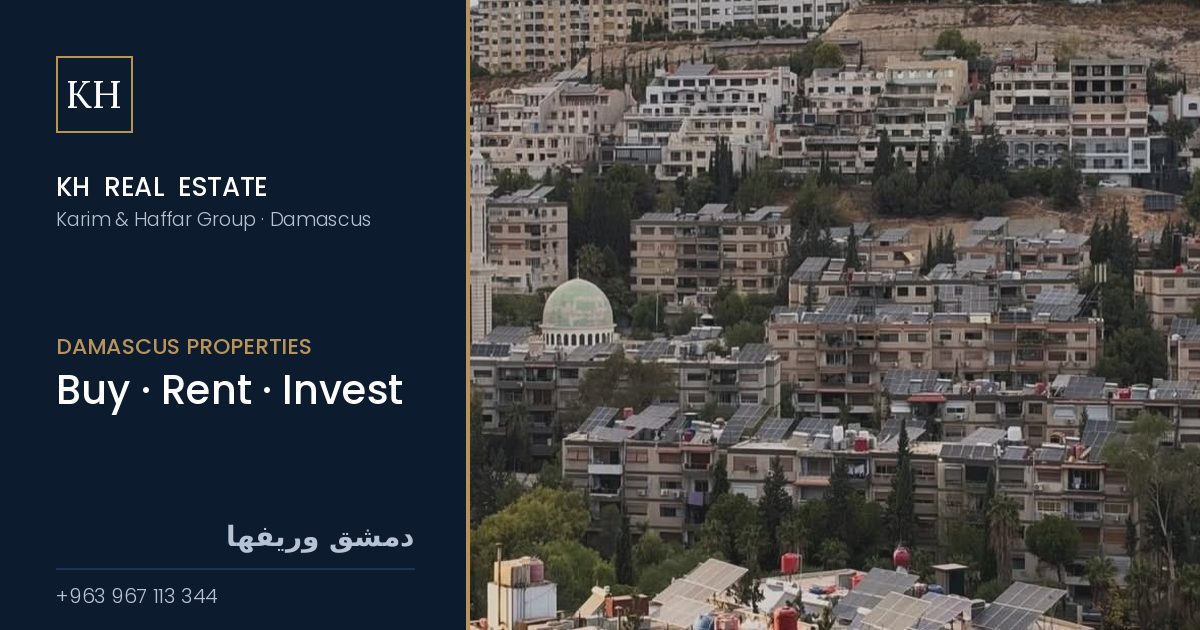 KH
KH REAL ESTATE
Karim & Haffar Group · Damascus
DAMASCUS PROPERTIES
Buy · Rent · Invest
دمشق وريفها
+963 967 113 344